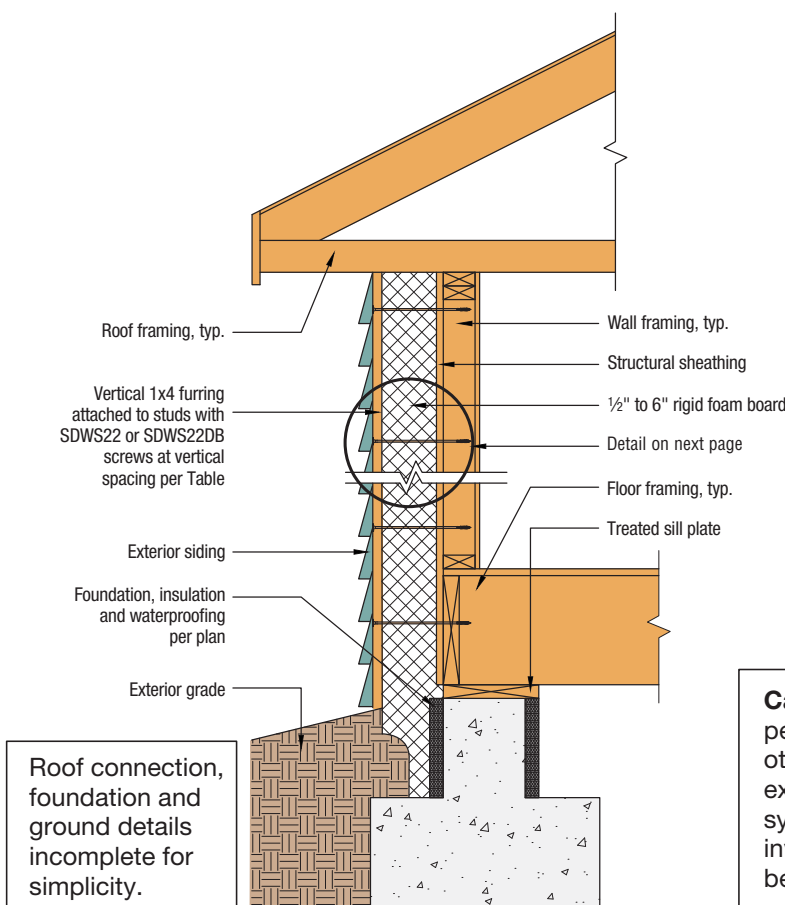 Roof framing, typ.
Vertical 1x4 furring
attached to studs with
SDWS22 or SDWS22DB
screws at vertical
spacing per Table
Exterior siding
Foundation, insulation
and waterproofing
per plan
Exterior grade
Roof connection,
foundation and
ground details
incomplete for
simplicity.
Wall framing, typ.
Structural sheathing
½" to 6" rigid foam board
Detail on next page
Floor framing, typ.
Treated sill plate